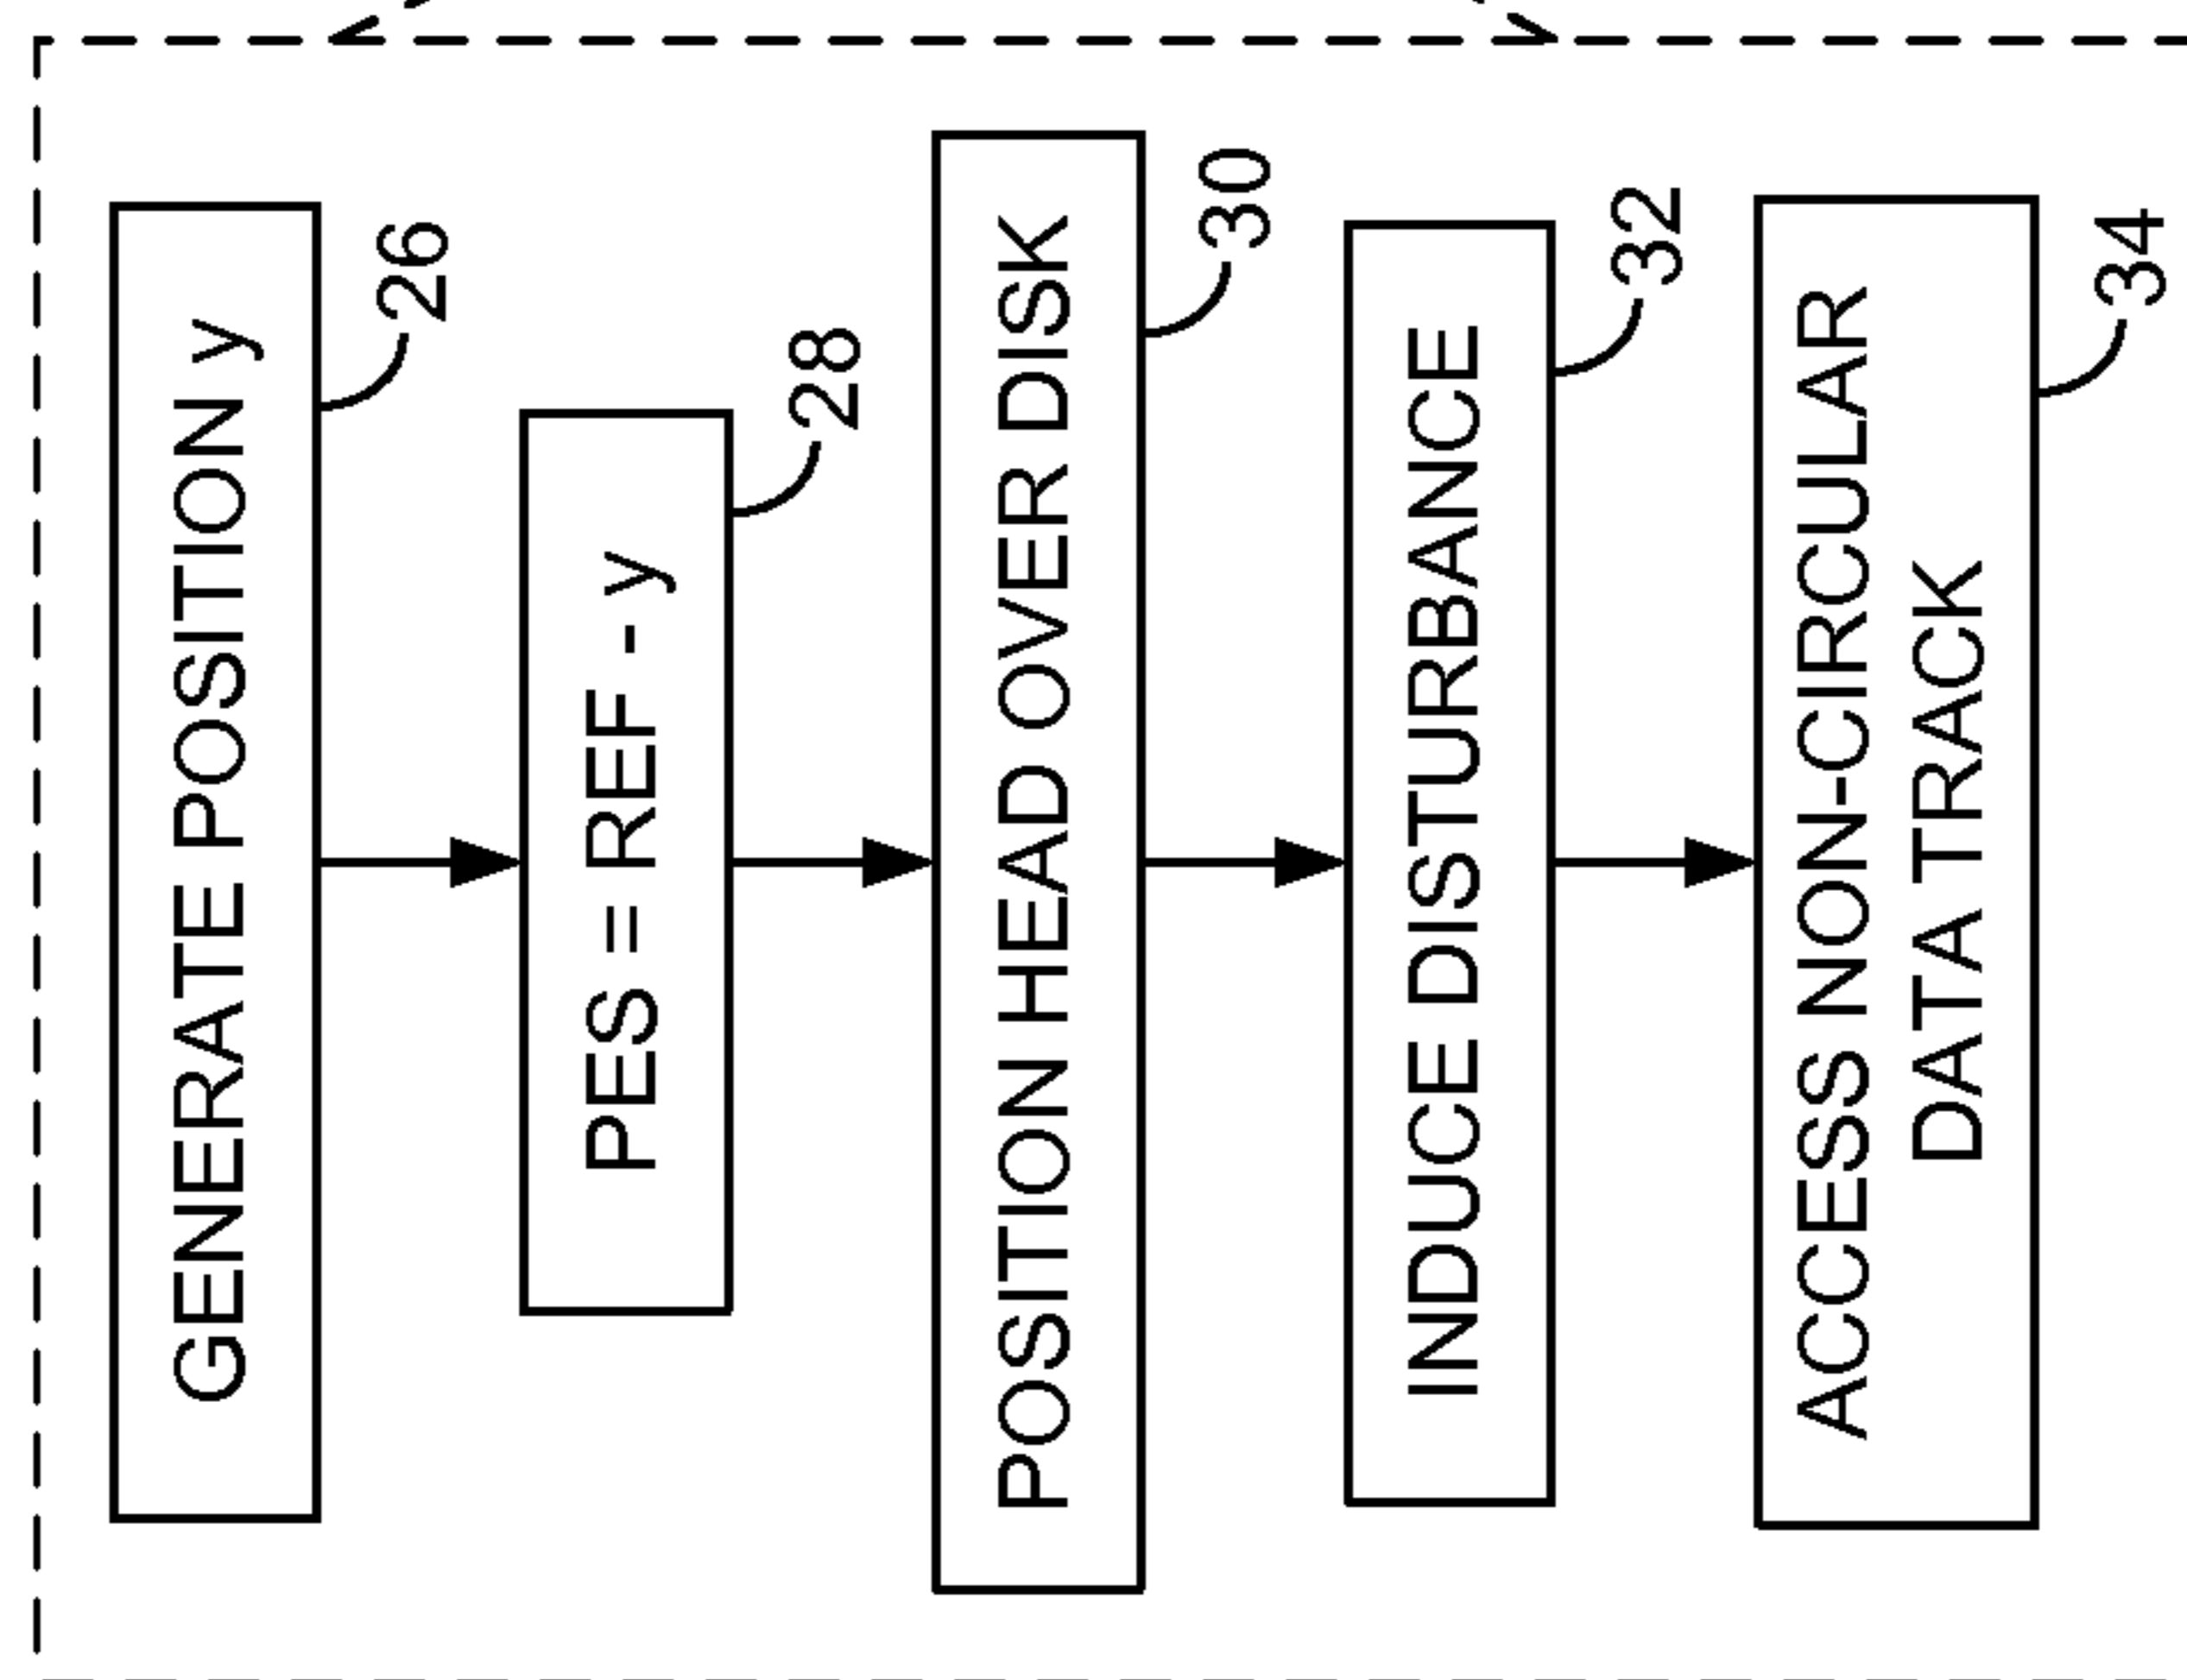 GENERATE POSITION y
26
PES = REF - y
28
POSITION HEAD OVER DISK
30
INDUCE DISTURBANCE
32
ACCESS NON-CIRCULAR
DATA TRACK
34